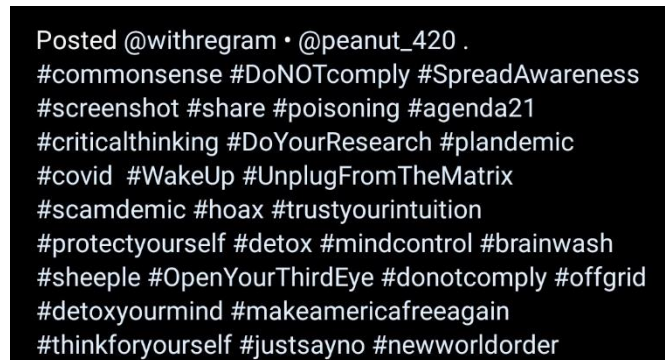 Posted @withregram • @peanut_420 .
#commonsense #DoNOTcomply #SpreadAwareness
#screenshot #share #poisoning #agenda21
#criticalthinking #DoYourResearch #plandemic
#covid  #WakeUp #UnplugFromTheMatrix
#scamdemic #hoax #trustyourintuition
#protectyourself #detox #mindcontrol #brainwash
#sheeple #OpenYourThirdEye #donotcomply #offgrid
#detoxyourmind #makeamericafreeagain
#thinkforyourself #justsayno #newworldorder